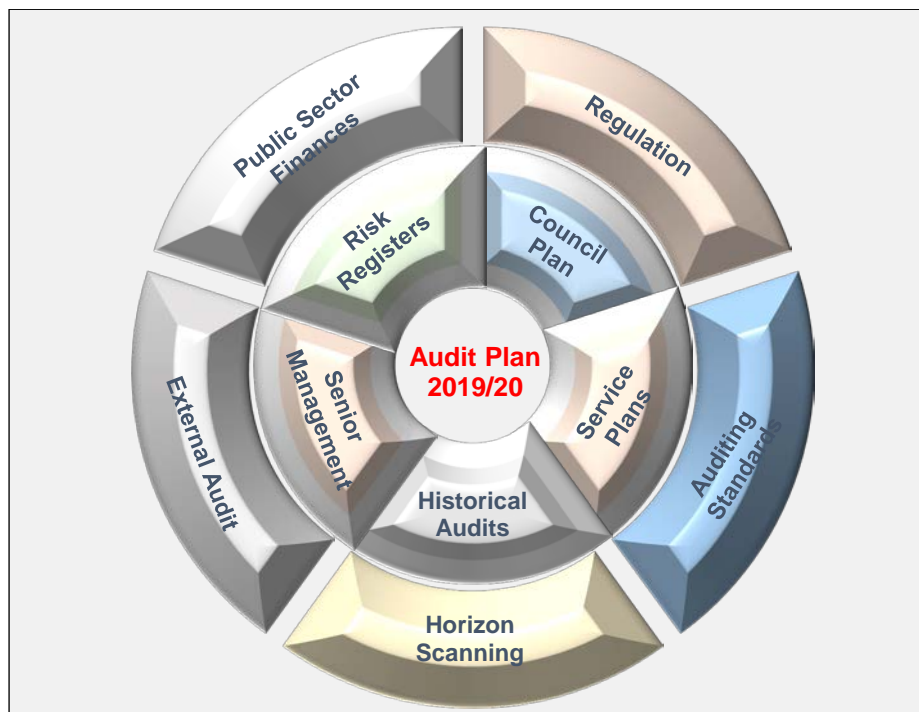 Public Sector
Finances
Regulation
Risk
Registers
Council
Plan
Audit Plan
2019/20
Senior
Management
Service
Plans
External Audit
Auditing
Standards
Historical
Audits
Horizon
Scanning